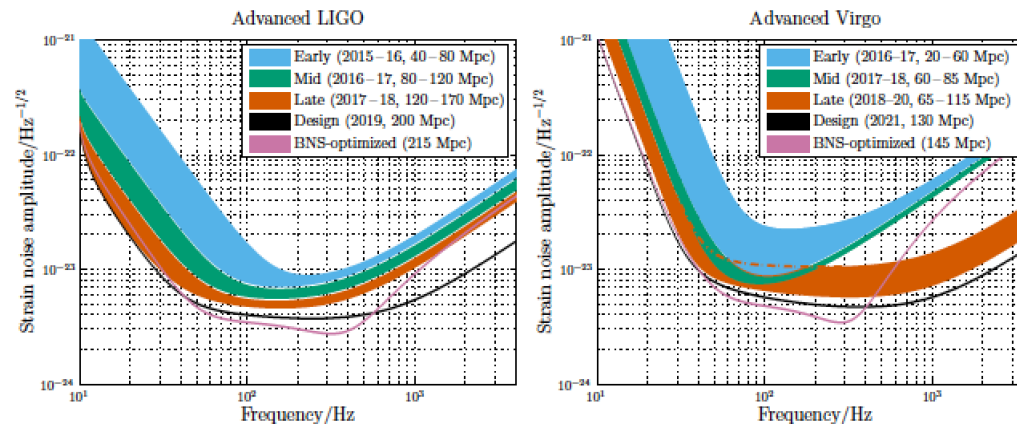 Advanced LIGO
Early (2015−16, 40−80 Mpc)
Mid (2016−17, 80−120 Mpc)
Late (2017−18, 120−170 Mpc)
Design (2019, 200 Mpc)
BNS-optimized (215 Mpc)
Strain noise amplitude/Hz^−1/2
10^−21
10^−22
10^−23
10^−24
10^1
10^2
10^3
Frequency/Hz
Advanced Virgo
Early (2016−17, 20−60 Mpc)
Mid (2017−18, 60−85 Mpc)
Late (2018−20, 65−115 Mpc)
Design (2021, 130 Mpc)
BNS-optimized (145 Mpc)
Strain noise amplitude/Hz^−1/2
10^−21
10^−22
10^−23
10^−24
10^1
10^2
10^3
Frequency/Hz